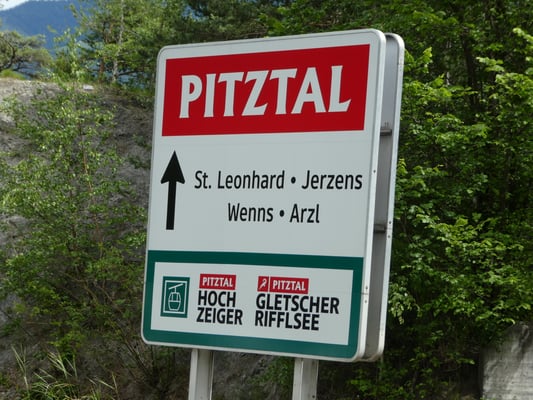 PITZTAL
St. Leonhard • Jerzens
Wenns • Arzl
PITZTAL PITZTAL
HOCH GLETSCHER
ZEIGER RIFFLSEE